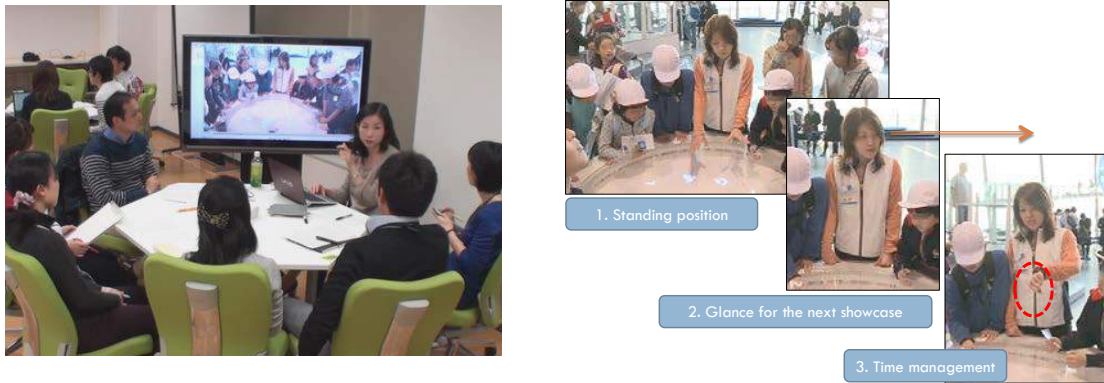 1. Standing position
2. Glance for the next showcase
3. Time management